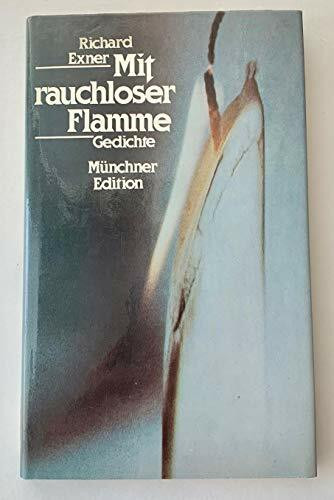 Richard
Exner
Mit
rauchloser
Flamme
Gedichte
Münchner
Edition